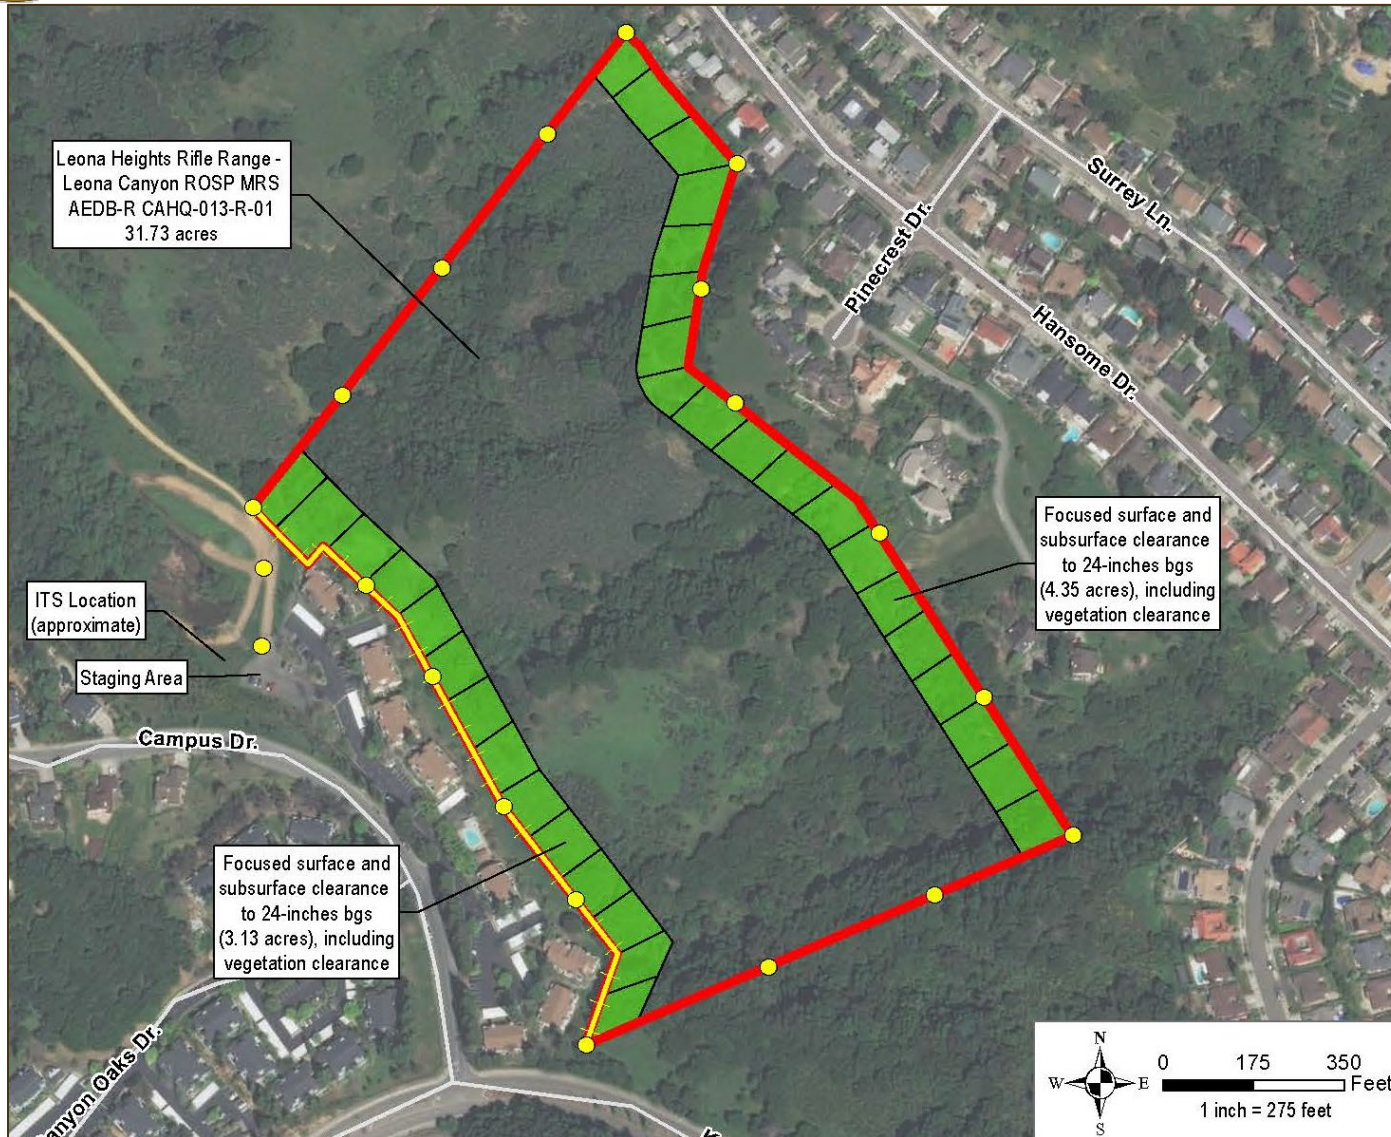 Leona Heights Rifle Range -
Leona Canyon ROSP MRS
AEDB-R CAHQ-013-R-01
31.73 acres
Surrey Ln.
Pinecrest Dr.
Hansome Dr.
Focused surface and
subsurface clearance
to 24-inches bgs
(4.35 acres), including
vegetation clearance
ITS Location
(approximate)
Staging Area
Campus Dr.
Focused surface and
subsurface clearance
to 24-inches bgs
(3.13 acres), including
vegetation clearance
anyon Oaks Dr.
N
W E
S
0 175 350
Feet
1 inch = 275 feet